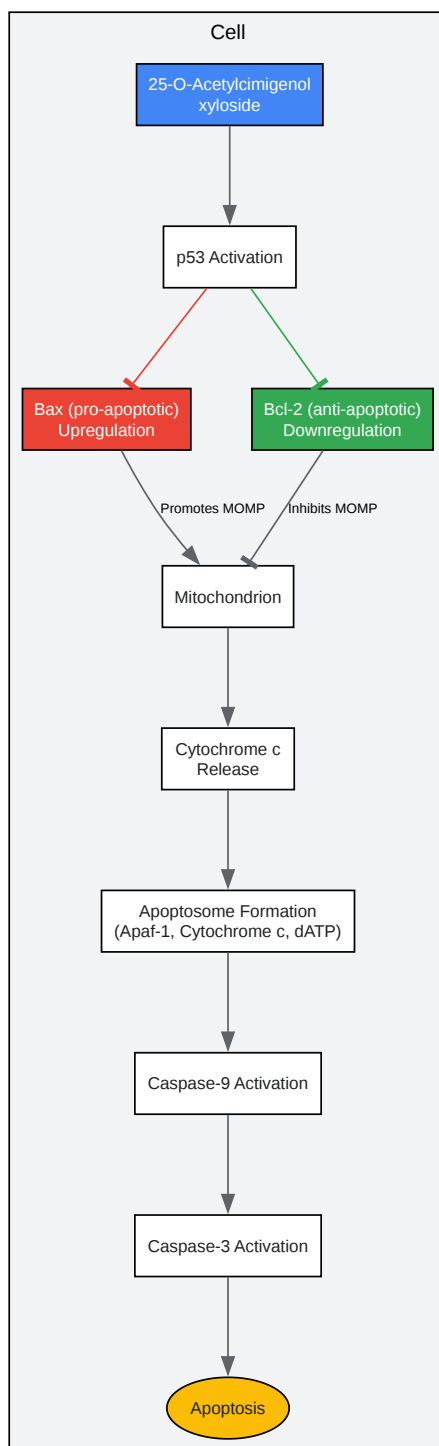 Cell
25-O-Acetylcimigenol
xyloside
p53 Activation
Bax (pro-apoptotic)
Upregulation
Bcl-2 (anti-apoptotic)
Downregulation
Promotes MOMP
Inhibits MOMP
Mitochondrion
Cytochrome c
Release
Apoptosome Formation
(Apaf-1, Cytochrome c, dATP)
Caspase-9 Activation
Caspase-3 Activation
Apoptosis